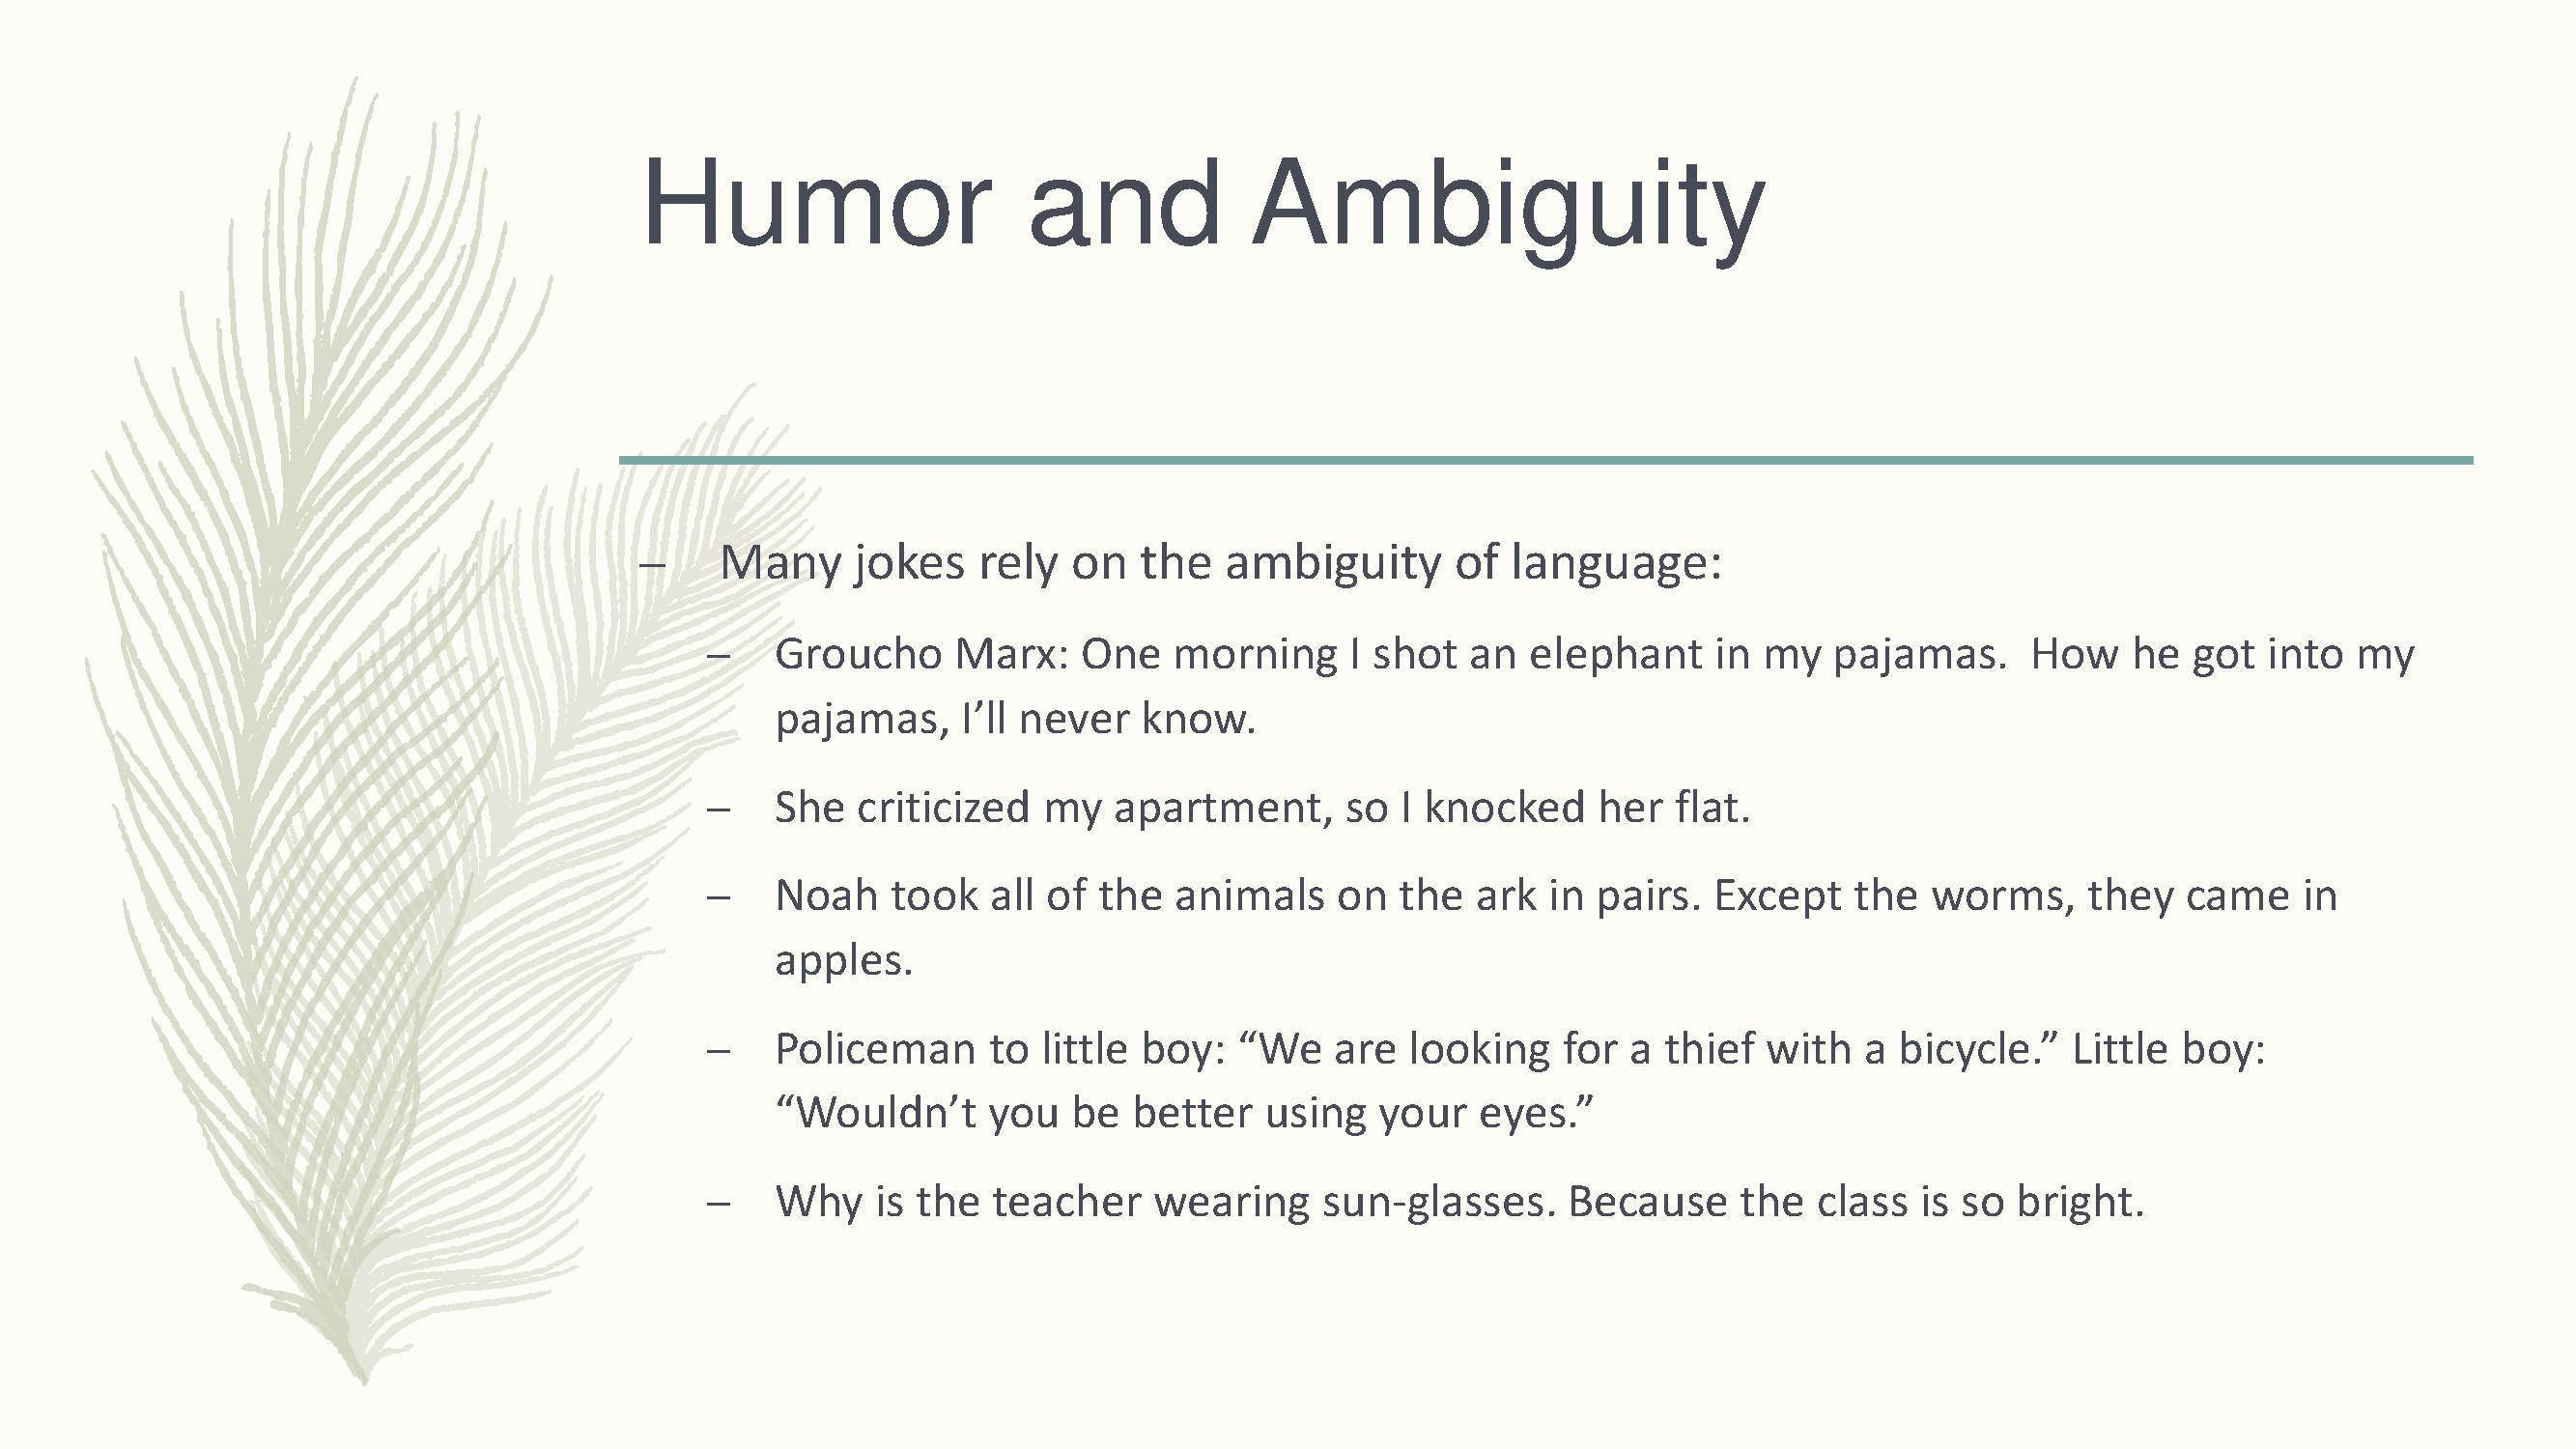 Humor and Ambiguity
– Many jokes rely on the ambiguity of language:
– Groucho Marx: One morning I shot an elephant in my pajamas.  How he got into my
pajamas, I’ll never know.
– She criticized my apartment, so I knocked her flat.
– Noah took all of the animals on the ark in pairs. Except the worms, they came in
apples.
– Policeman to little boy: “We are looking for a thief with a bicycle.” Little boy:
“Wouldn’t you be better using your eyes.”
– Why is the teacher wearing sun-glasses. Because the class is so bright.